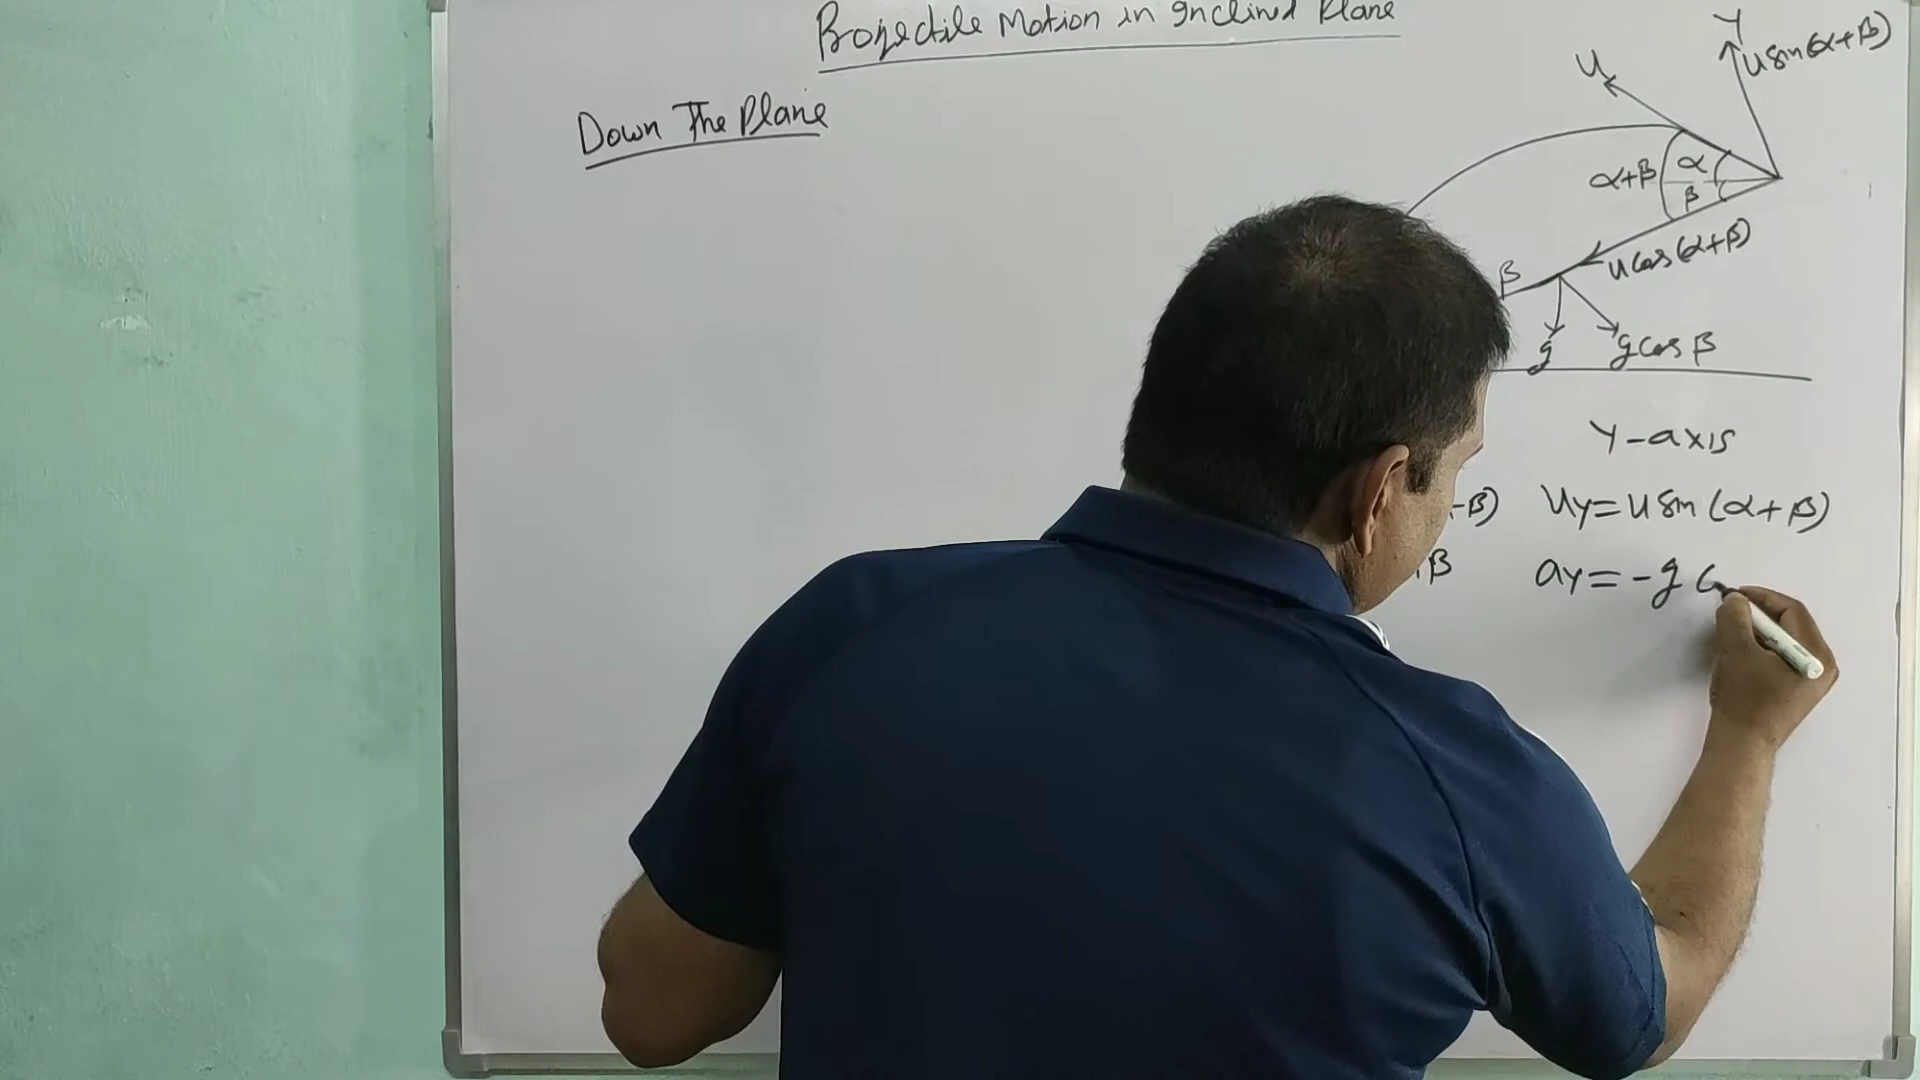 Projectile Motion in Inclined Plane
Down The Plane
Y
u sin(α+β)
u
α+β
α
β
u cos(α+β)
β
g
g cos β
Y-axis
β)
uy = u sin (α+β)
β
ay = -g c